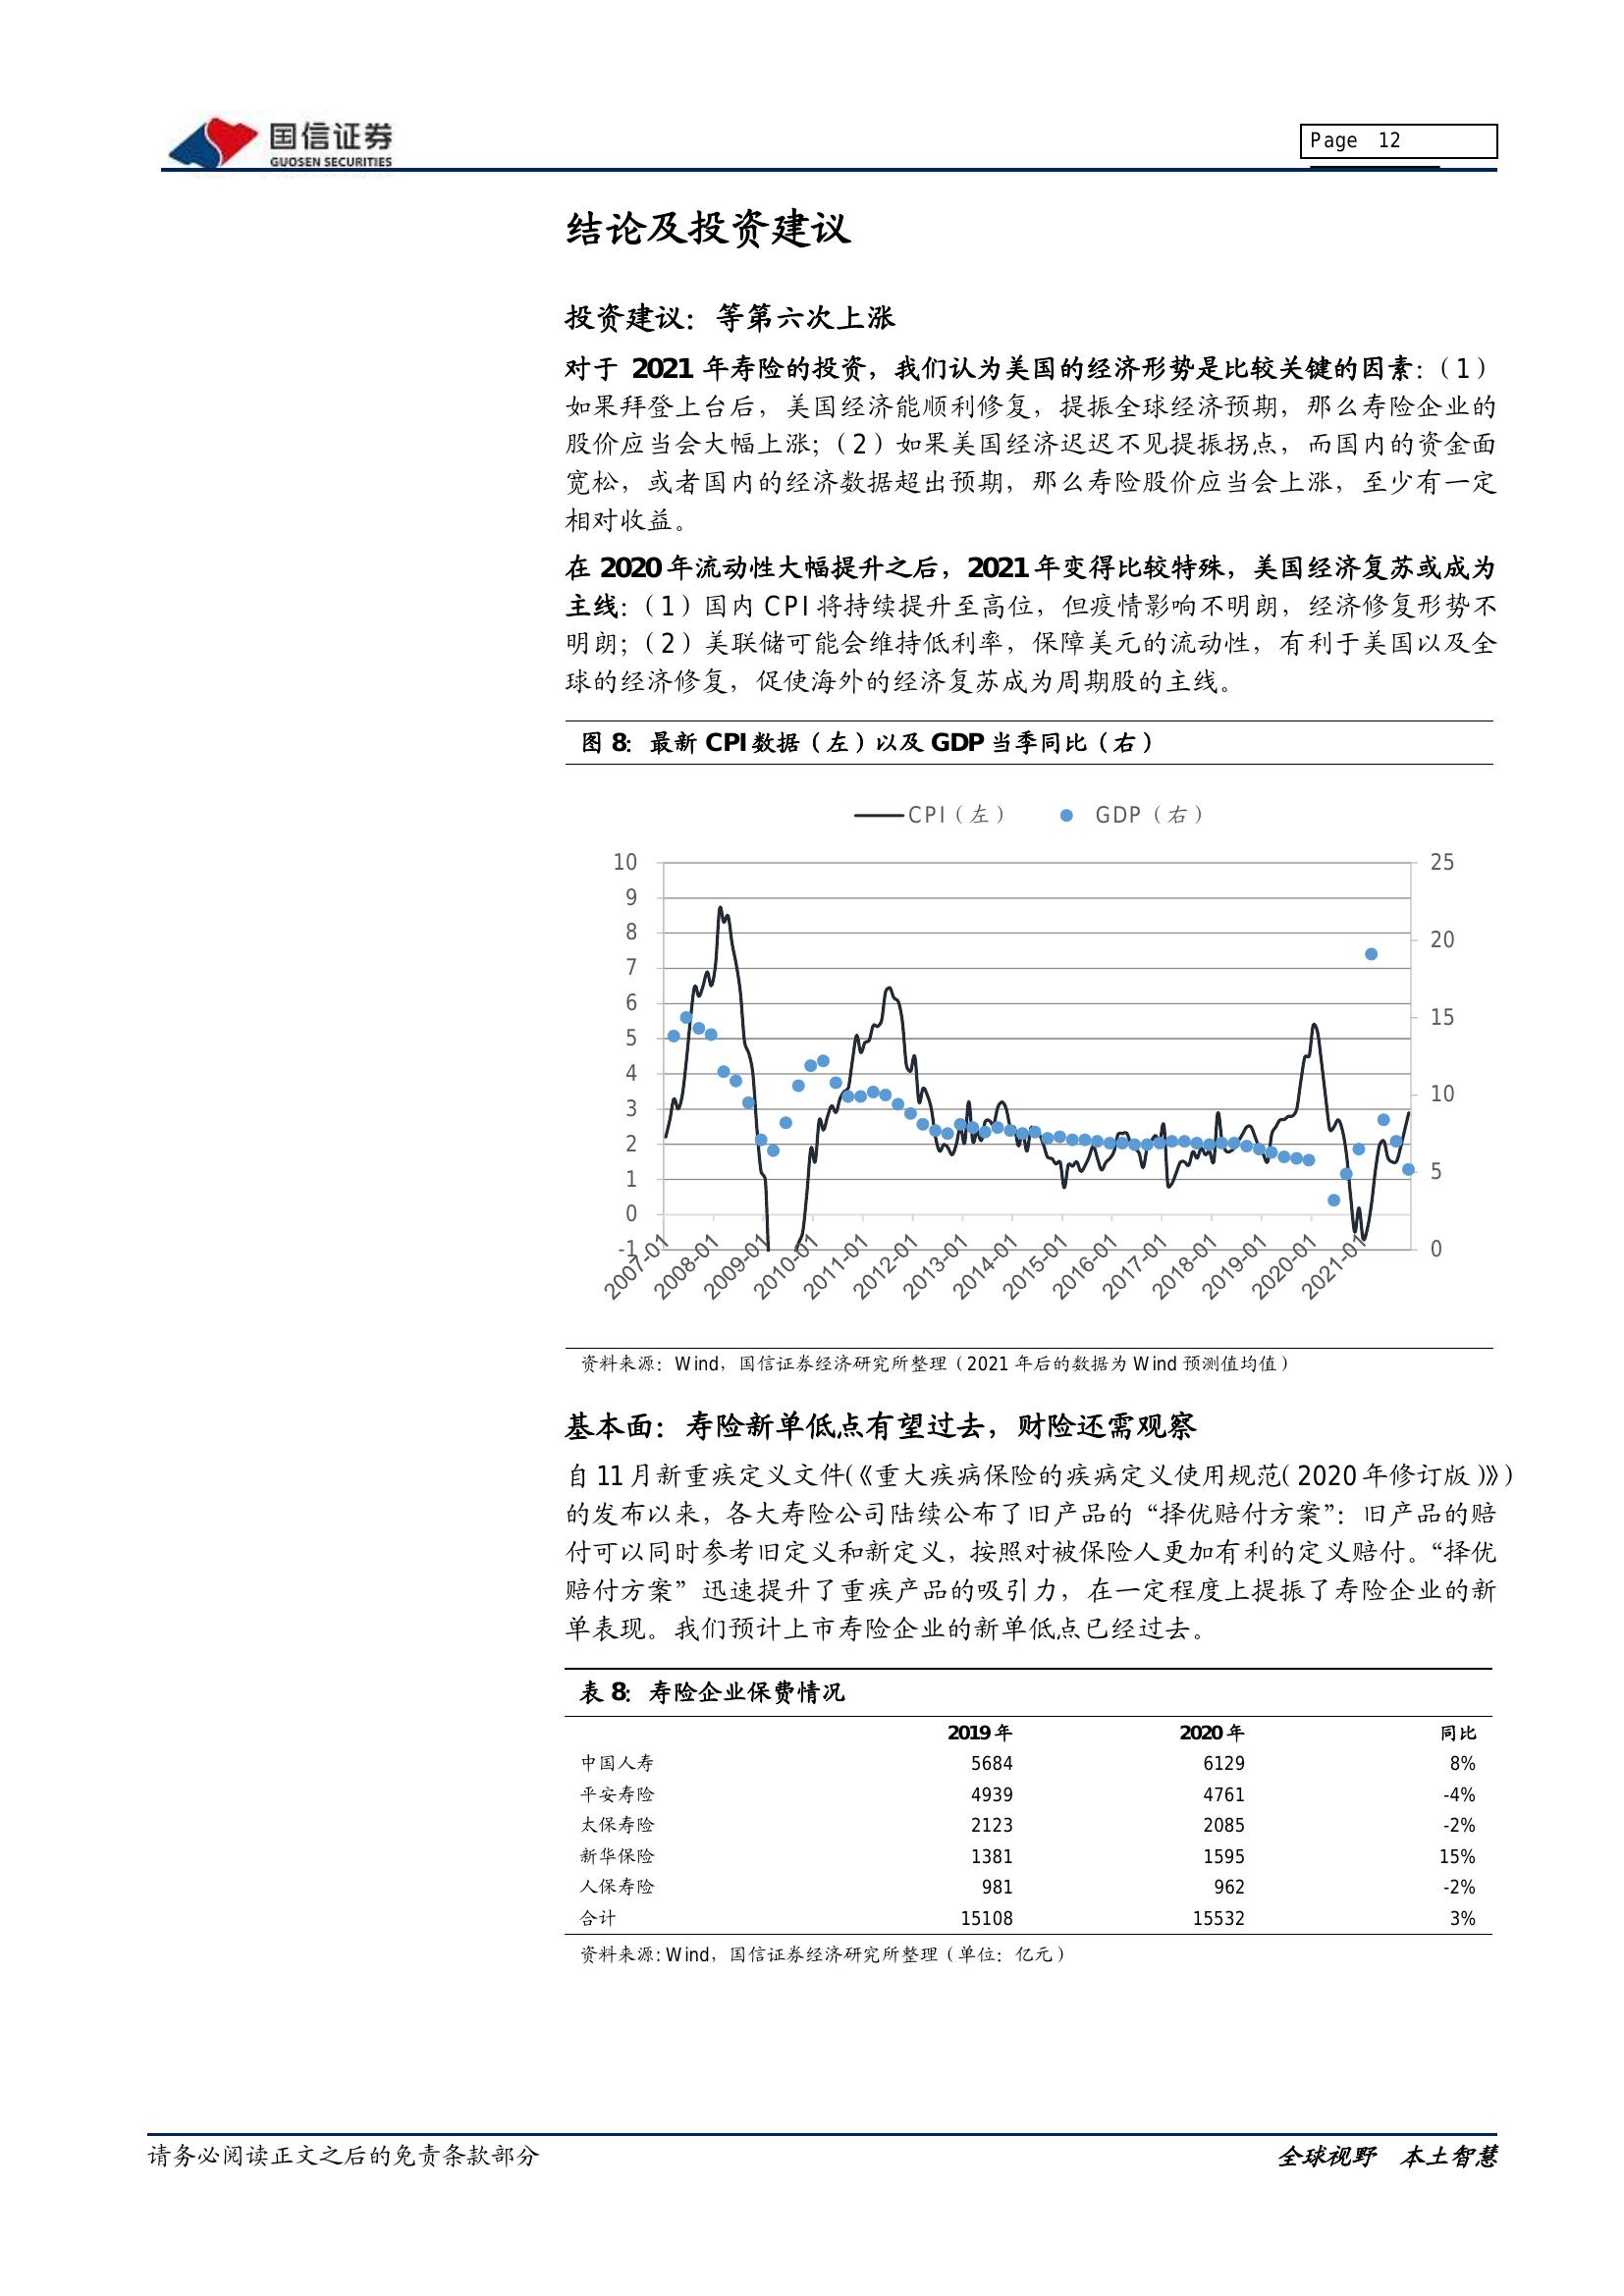 国信证券
GUOSEN SECURITIES
Page 12
结论及投资建议
投资建议：等第六次上涨
对于 2021 年寿险的投资，我们认为美国的经济形势是比较关键的因素：（1）
如果拜登上台后，美国经济能顺利修复，提振全球经济预期，那么寿险企业的
股价应当会大幅上涨；（2）如果美国经济迟迟不见提振拐点，而国内的资金面
宽松，或者国内的经济数据超出预期，那么寿险股价应当会上涨，至少有一定
相对收益。
在 2020 年流动性大幅提升之后，2021 年变得比较特殊，美国经济复苏或成为
主线：（1）国内 CPI 将持续提升至高位，但疫情影响不明朗，经济修复形势不
明朗；（2）美联储可能会维持低利率，保障美元的流动性，有利于美国以及全
球的经济修复，促使海外的经济复苏成为周期股的主线。
图 8：最新 CPI 数据（左）以及 GDP 当季同比（右）
CPI（左） GDP（右）
10 25
9
8 20
7
6 15
5
4 10
3
2 5
1
0
-1 0
2007-01 2008-01 2009-01 2010-01 2011-01 2012-01 2013-01 2014-01 2015-01 2016-01 2017-01 2018-01 2019-01 2020-01 2021-01
资料来源：Wind，国信证券经济研究所整理（2021 年后的数据为 Wind 预测值均值）
基本面：寿险新单低点有望过去，财险还需观察
自 11 月新重疾定义文件(《重大疾病保险的疾病定义使用规范( 2020 年修订版 )》)
的发布以来，各大寿险公司陆续公布了旧产品的“择优赔付方案”：旧产品的赔
付可以同时参考旧定义和新定义，按照对被保险人更加有利的定义赔付。“择优
赔付方案”迅速提升了重疾产品的吸引力，在一定程度上提振了寿险企业的新
单表现。我们预计上市寿险企业的新单低点已经过去。
表 8：寿险企业保费情况
2019 年 2020 年 同比
中国人寿 5684 6129 8%
平安寿险 4939 4761 -4%
太保寿险 2123 2085 -2%
新华保险 1381 1595 15%
人保寿险 981 962 -2%
合计 15108 15532 3%
资料来源: Wind，国信证券经济研究所整理（单位：亿元）
请务必阅读正文之后的免责条款部分 全球视野 本土智慧